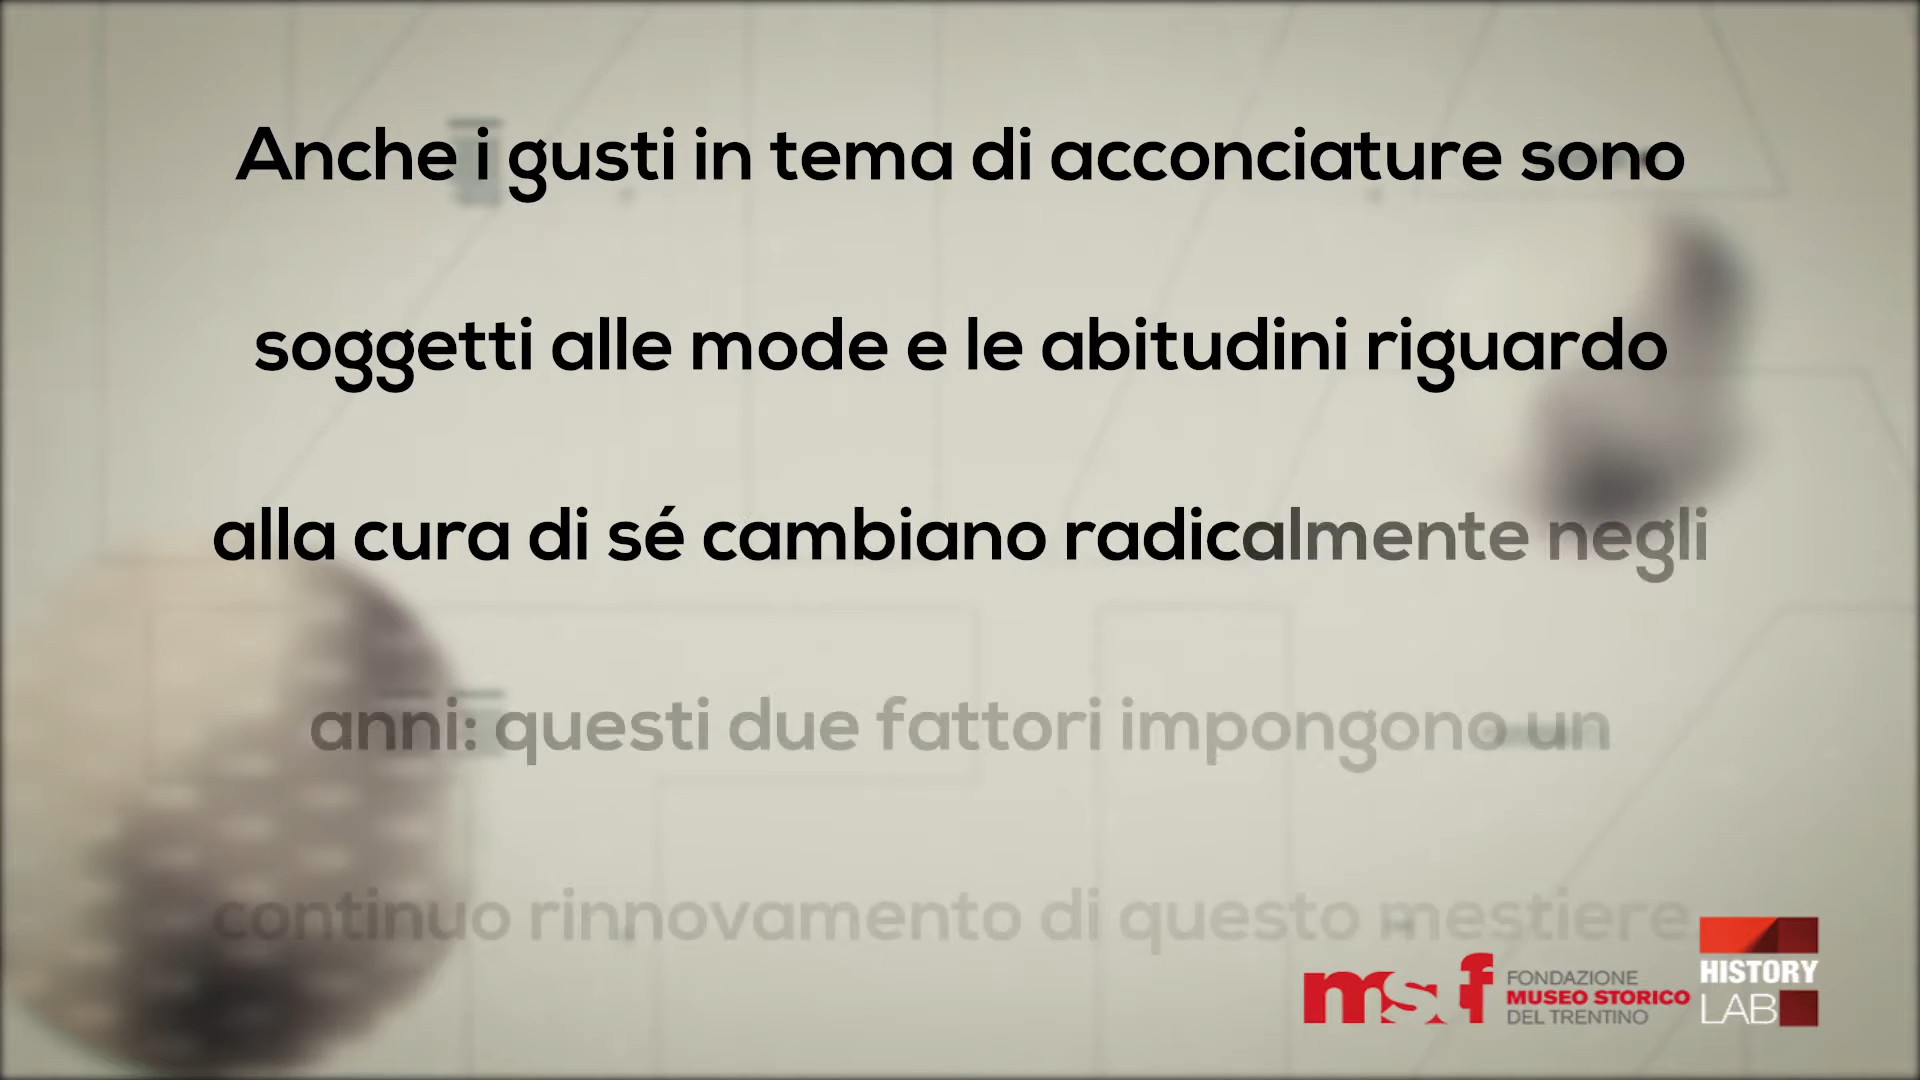 Anche i gusti in tema di acconciature sono
soggetti alle mode e le abitudini riguardo
alla cura di sé cambiano radicalmente negli
anni: questi due fattori impongono un
continuo rinnovamento di questo mestiere
msf
FONDAZIONE
MUSEO STORICO
DEL TRENTINO
HISTORY
LAB